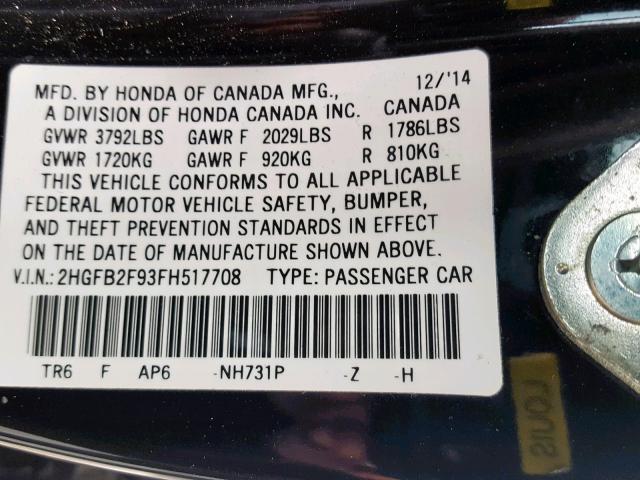 MFD. BY HONDA OF CANADA MFG., 12/'14
A DIVISION OF HONDA CANADA INC. CANADA
GVWR 3792LBS GAWR F 2029LBS R 1786LBS
GVWR 1720KG GAWR F 920KG R 810KG
THIS VEHICLE CONFORMS TO ALL APPLICABLE
FEDERAL MOTOR VEHICLE SAFETY, BUMPER,
AND THEFT PREVENTION STANDARDS IN EFFECT
ON THE DATE OF MANUFACTURE SHOWN ABOVE.
V.I.N.: 2HGFB2F93FH517708 TYPE: PASSENGER CAR
TR6 F AP6 -NH731P -Z -H
LOUIS